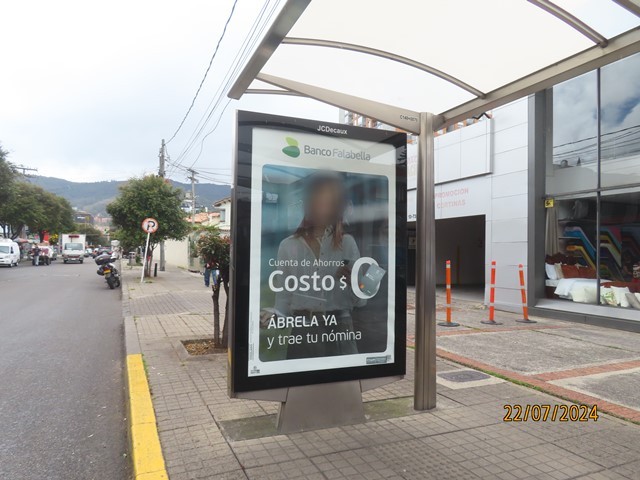 JCDecaux
Banco Falabella
Cuenta de Ahorros
Costo $0
ÁBRELA YA
y trae tu nómina
22/07/2024